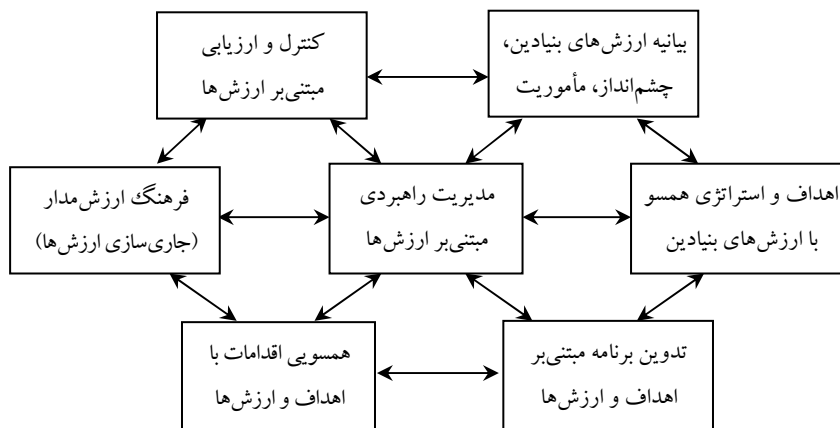 بیانیه ارزش‌های بنیادین،
چشم‌انداز، مأموریت
کنترل و ارزیابی
مبتنی‌بر ارزش‌ها
اهداف و استراتژی همسو
با ارزش‌های بنیادین
مدیریت راهبردی
مبتنی‌بر ارزش‌ها
فرهنگ ارزش‌مدار
(جاری‌سازی ارزش‌ها)
تدوین برنامه مبتنی‌بر
اهداف و ارزش‌ها
همسویی اقدامات با
اهداف و ارزش‌ها